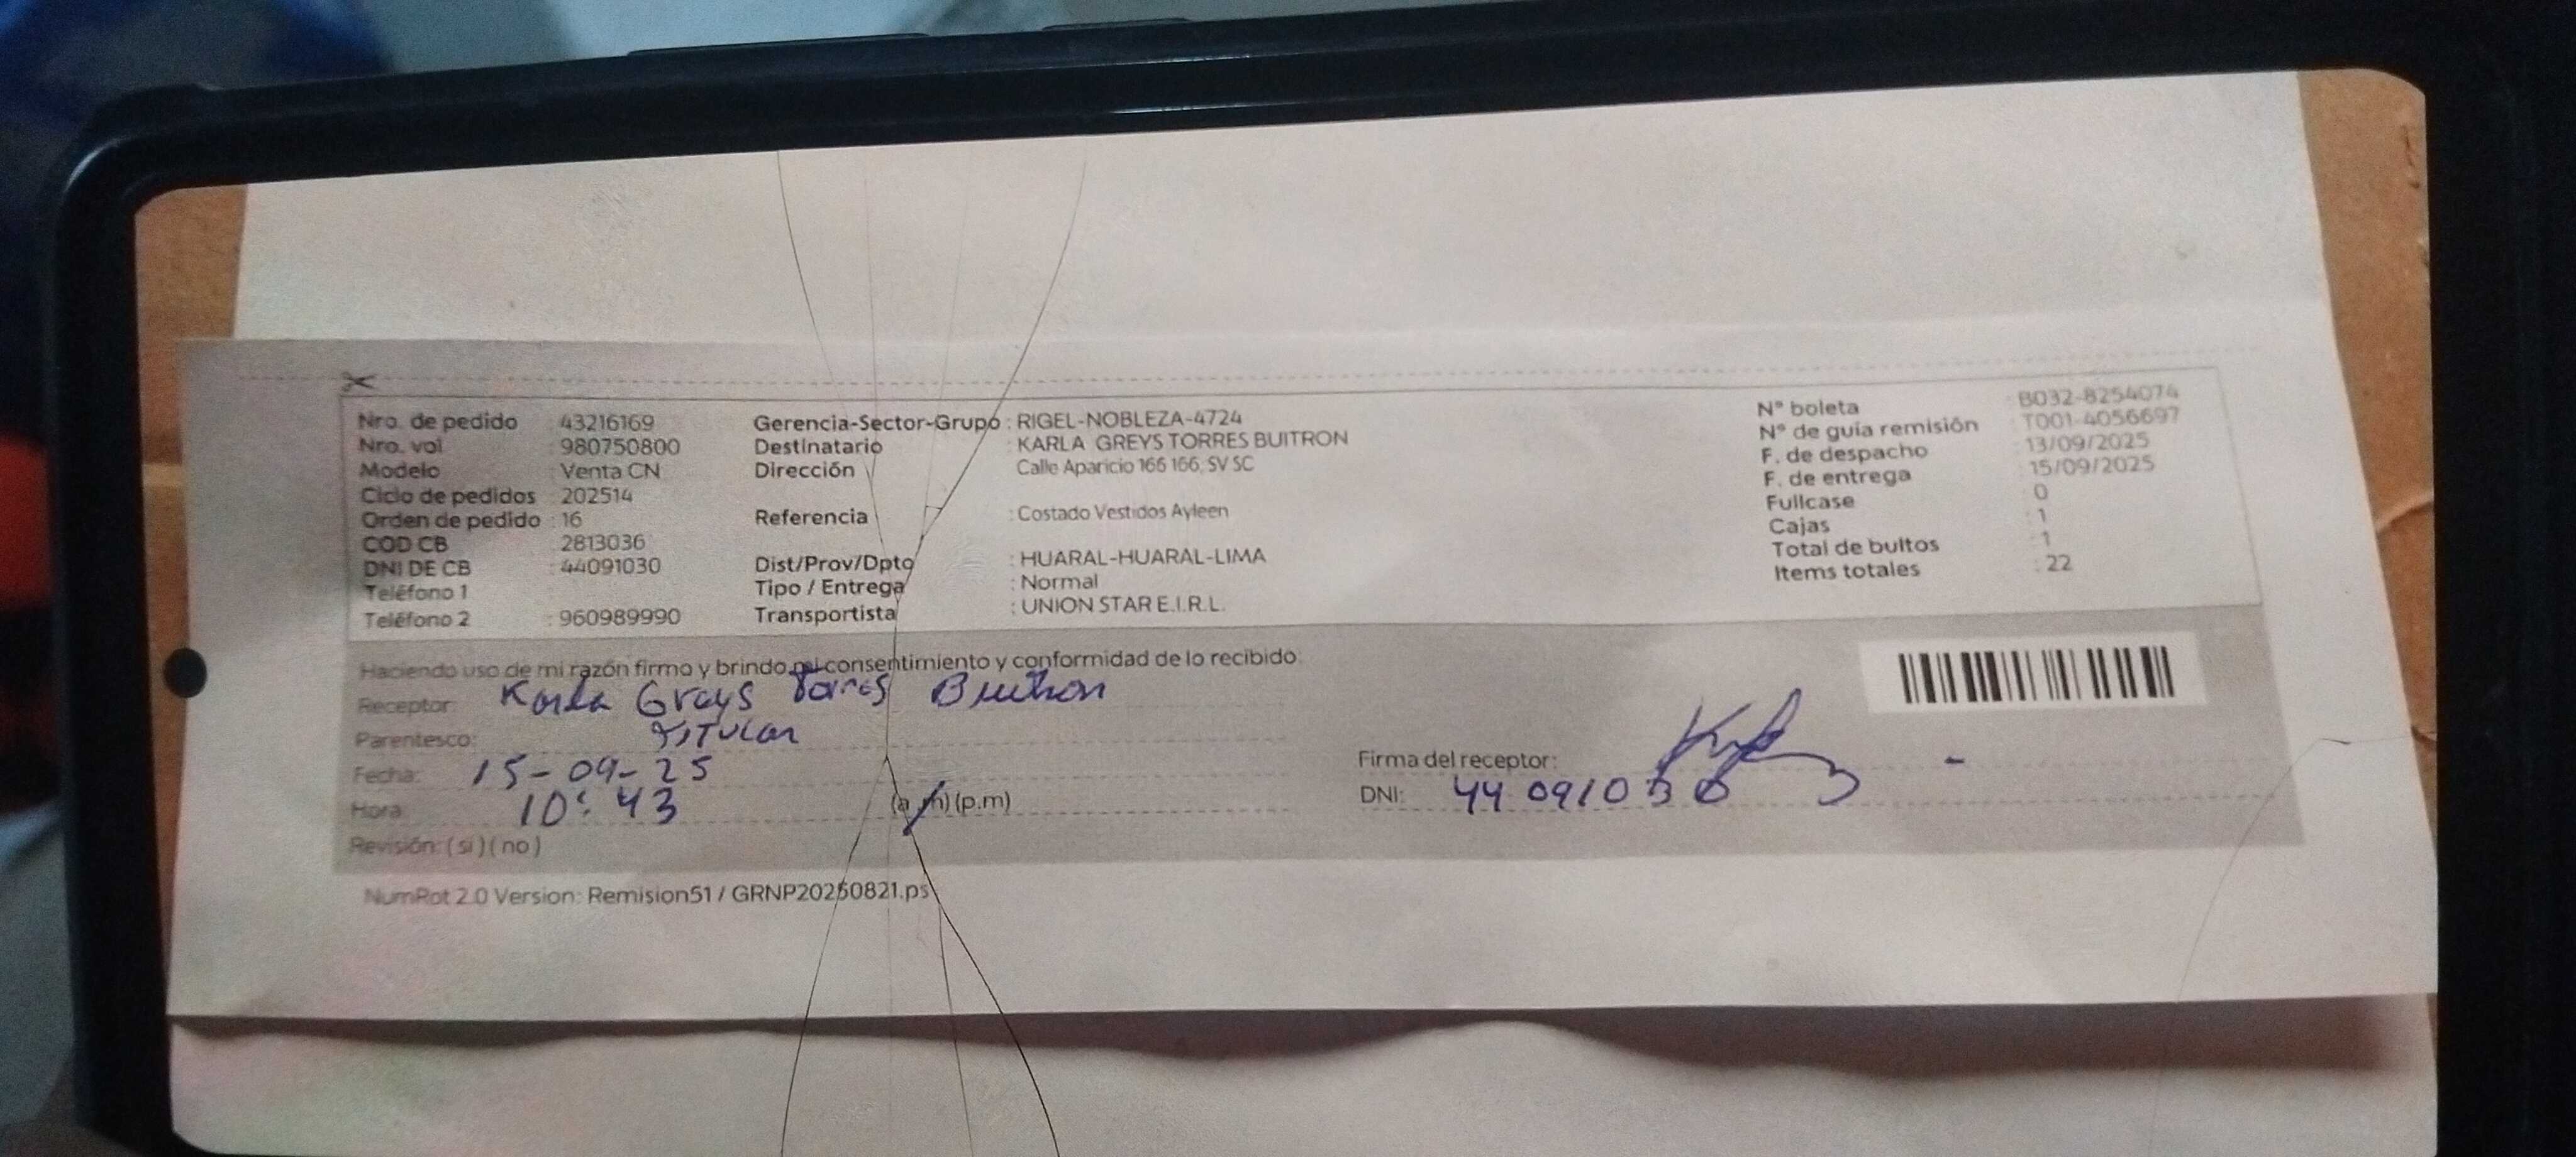 Nro. de pedido : 43216169
Nro. vol : 980750800
Modelo : Venta CN
Ciclo de pedidos : 202514
Orden de pedido : 16
COD CB : 2813036
DNI DE CB : 44091030
Teléfono 1 :
Teléfono 2 : 960989990
Gerencia-Sector-Grupo : RIGEL-NOBLEZA-4724
Destinatario : KARLA GREYS TORRES BUITRON
Dirección : Calle Aparicio 166 166, SV SC
Referencia : Costado Vestidos Ayleen
Dist/Prov/Dpto : HUARAL-HUARAL-LIMA
Tipo / Entrega : Normal
Transportista : UNION STAR E.I.R.L.
N° boleta : B032-8254074
N° de guía remisión : T001-4056697
F. de despacho : 13/09/2025
F. de entrega : 15/09/2025
Fullcase : 0
Cajas : 1
Total de bultos : 1
Items totales : 22
Haciendo uso de mi razón firmo y brindo mi consentimiento y conformidad de lo recibido:
Receptor: Karla Greys Torres Buitron
Parentesco: Titular
Fecha: 15-09-25
Hora: 10:43 (a.m) (p.m)
Revisión: ( si ) ( no )
Firma del receptor:
DNI: 44091030
NumRot 2.0 Version: Remision51 / GRNP20250821.ps